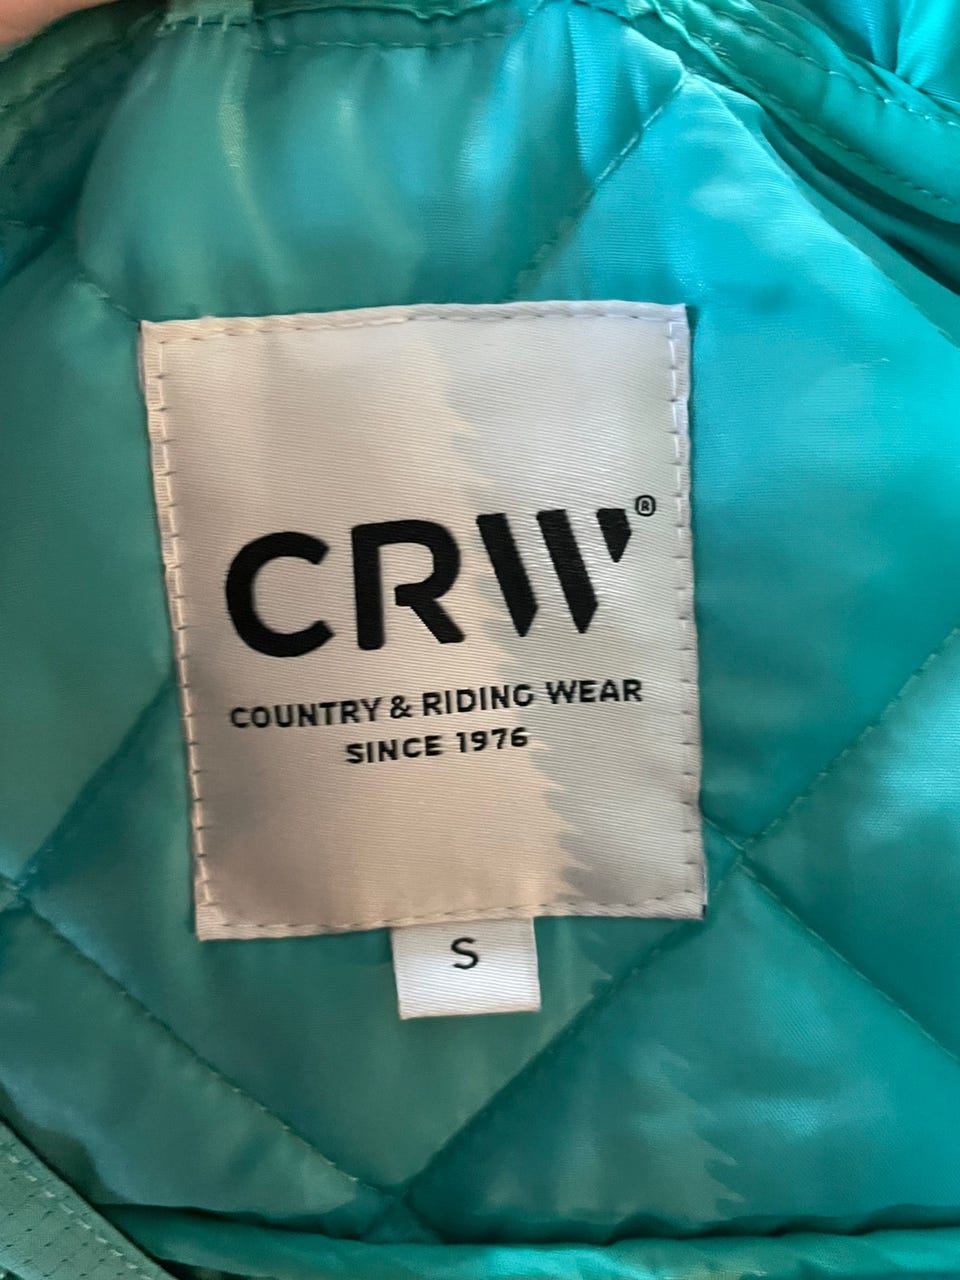 CRW®
COUNTRY & RIDING WEAR
SINCE 1976
S